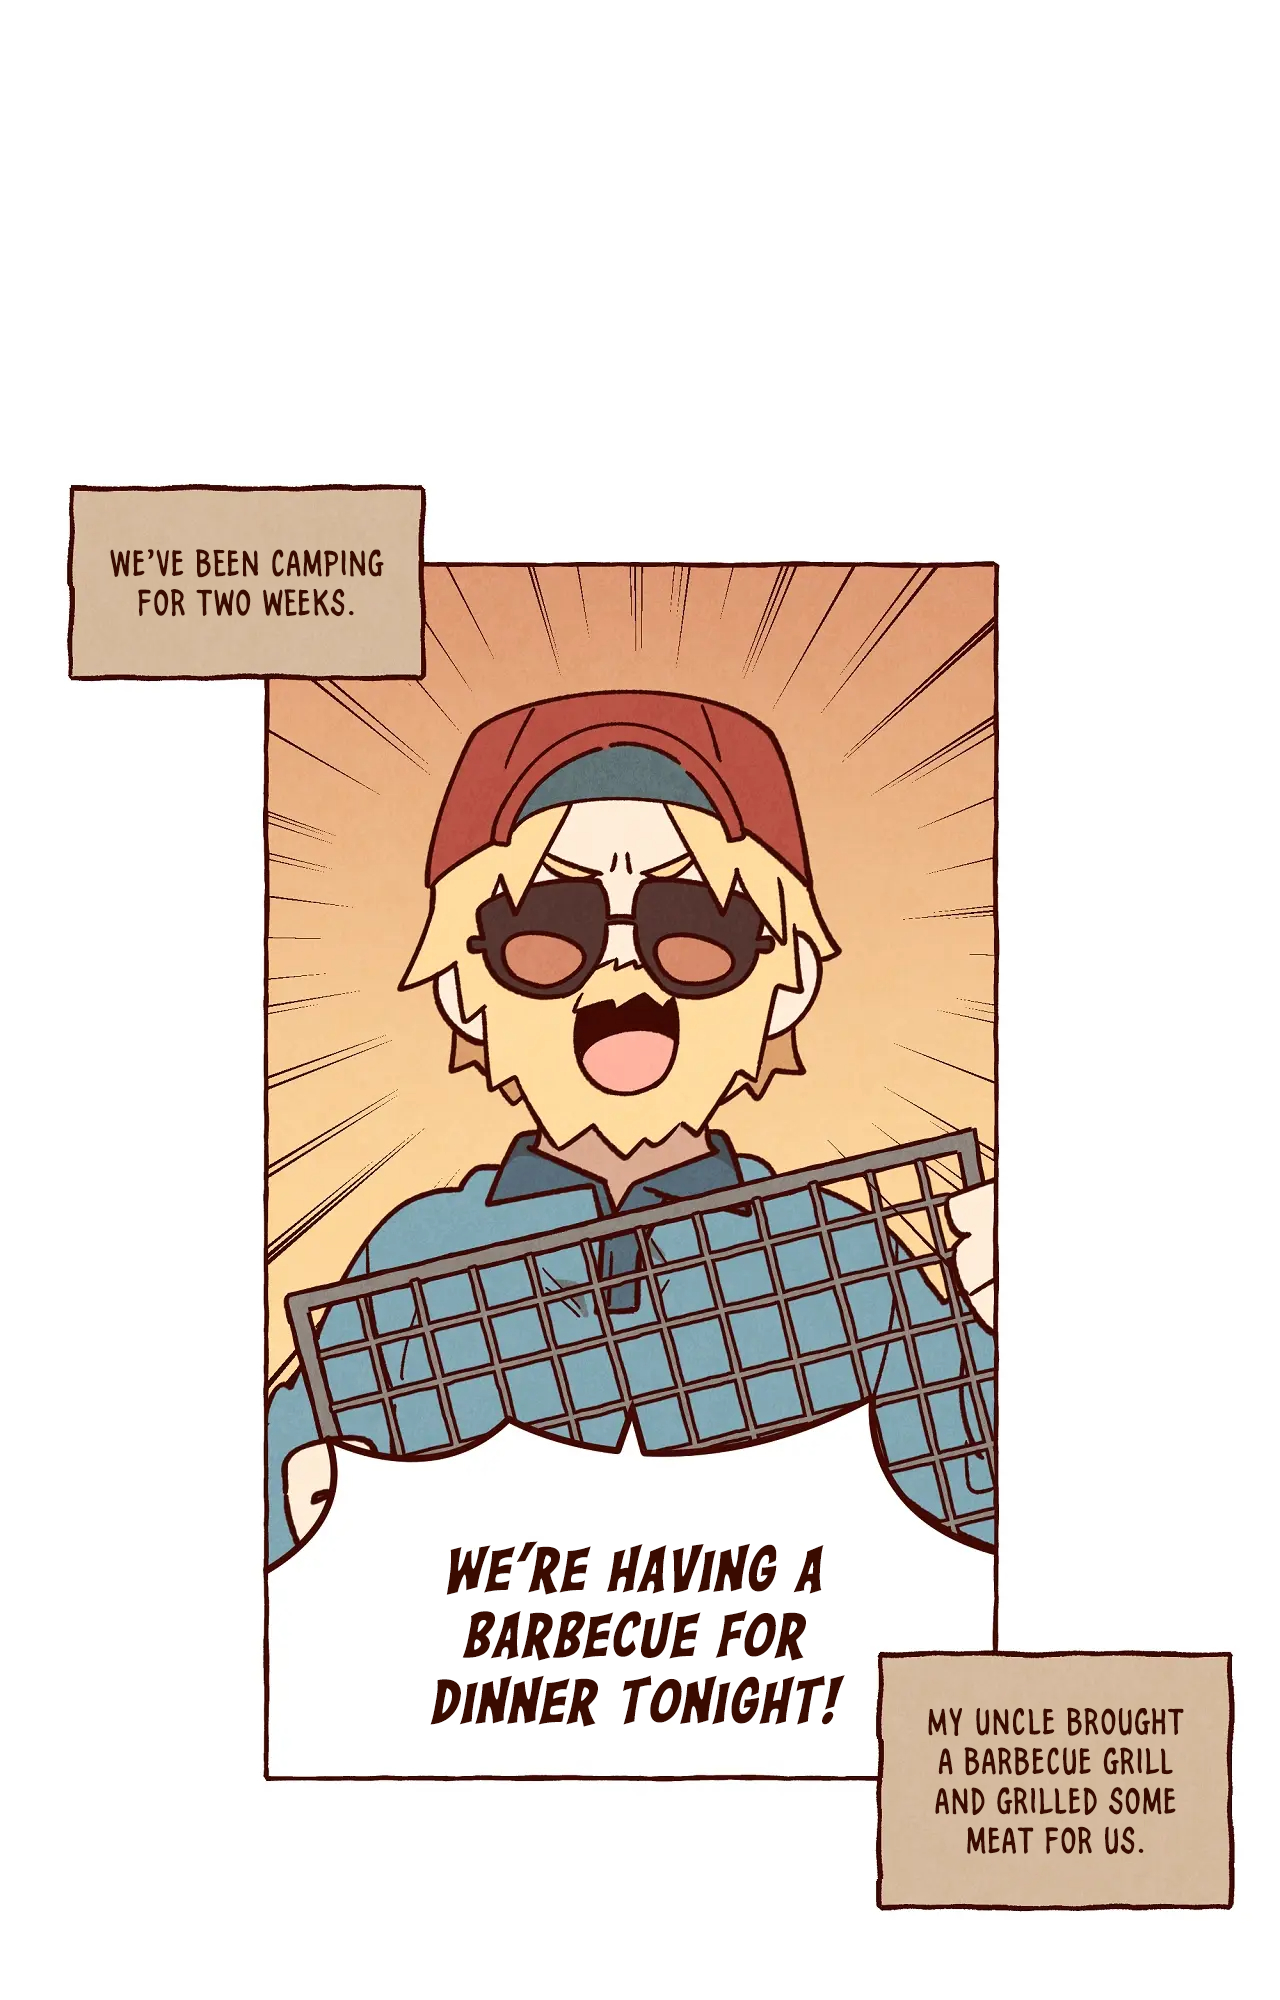 WE'VE BEEN CAMPING
FOR TWO WEEKS.
WE'RE HAVING A
BARBECUE FOR
DINNER TONIGHT!
MY UNCLE BROUGHT
A BARBECUE GRILL
AND GRILLED SOME
MEAT FOR US.